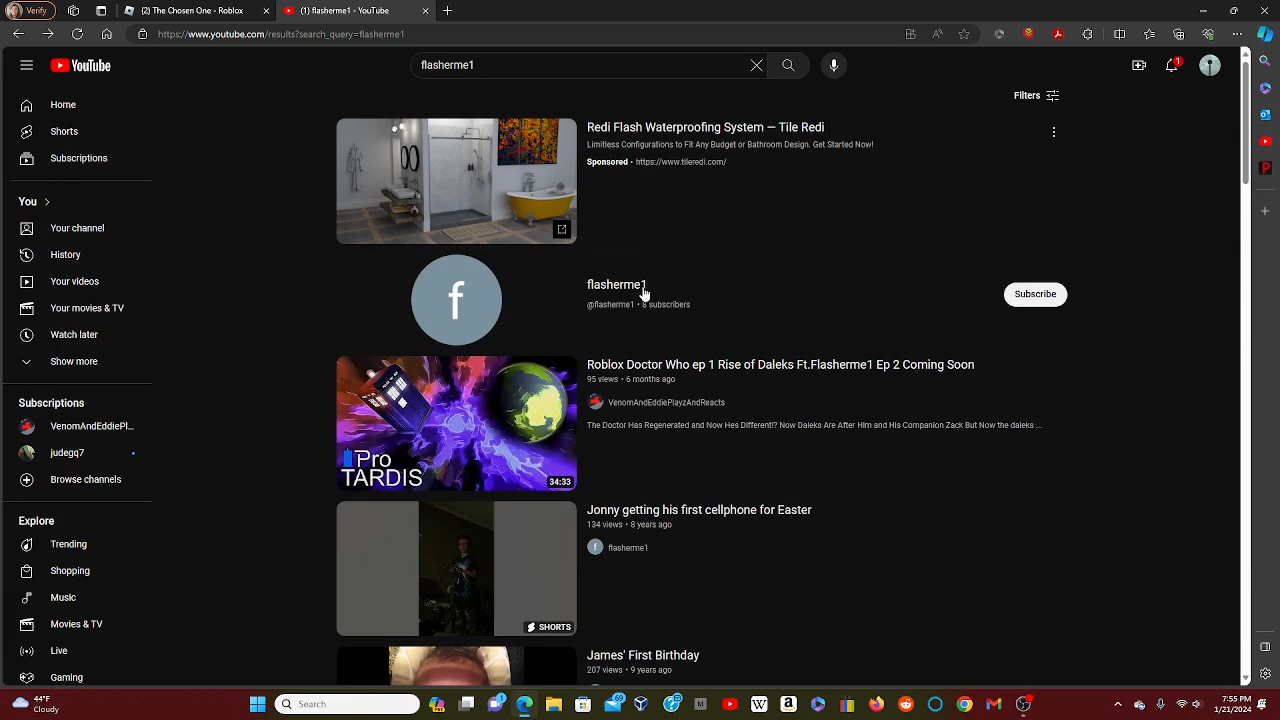 Verify
(2) The Chosen One - Roblox
(1) flasherme1 - YouTube
https://www.youtube.com/results?search_query=flasherme1
YouTube
flasherme1
1
Filters
Home
Shorts
Subscriptions
You
Your channel
History
Your videos
Your movies & TV
Watch later
Show more
Subscriptions
VenomAndEddiePl...
judegg7
Browse channels
Explore
Trending
Shopping
Music
Movies & TV
Live
Gaming
Redi Flash Waterproofing System — Tile Redi
Limitless Configurations to Fit Any Budget or Bathroom Design. Get Started Now!
Sponsored • https://www.tileredi.com/
f
flasherme1
@flasherme1 • 8 subscribers
Subscribe
Pro
TARDIS
34:33
Roblox Doctor Who ep 1 Rise of Daleks Ft.Flasherme1 Ep 2 Coming Soon
95 views • 6 months ago
VenomAndEddiePlayzAndReacts
The Doctor Has Regenerated and Now Hes Different!? Now Daleks Are After HIm and HIs Companion Zack But Now the daleks ...
SHORTS
Jonny getting his first cellphone for Easter
134 views • 8 years ago
f flasherme1
James' First Birthday
207 views • 9 years ago
44°F
Cloudy
Search
69
7:55 PM
1/21/2024